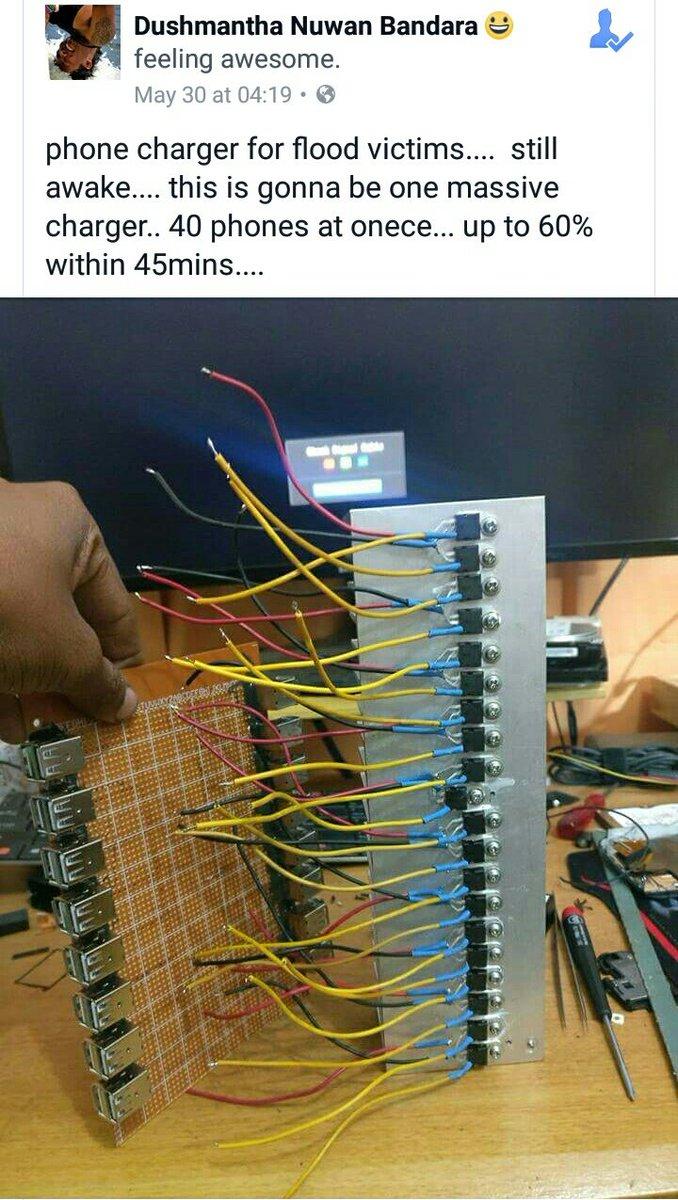 Dushmantha Nuwan Bandara 😀
feeling awesome.
May 30 at 04:19 •
phone charger for flood victims.... still
awake.... this is gonna be one massive
charger.. 40 phones at onece... up to 60%
within 45mins....